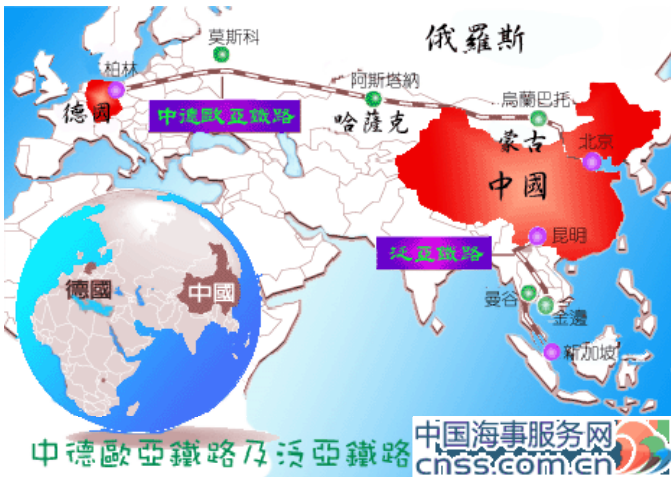 莫斯科
俄羅斯
柏林
阿斯塔納
德國
中德歐亞鐵路
哈薩克
烏蘭巴托
蒙古
北京
中國
昆明
泛亞鐵路
德國
中國
曼谷
金邊
新加坡
中德歐亞鐵路及泛亞鐵路
中国海事服务网
cnss.com.cn